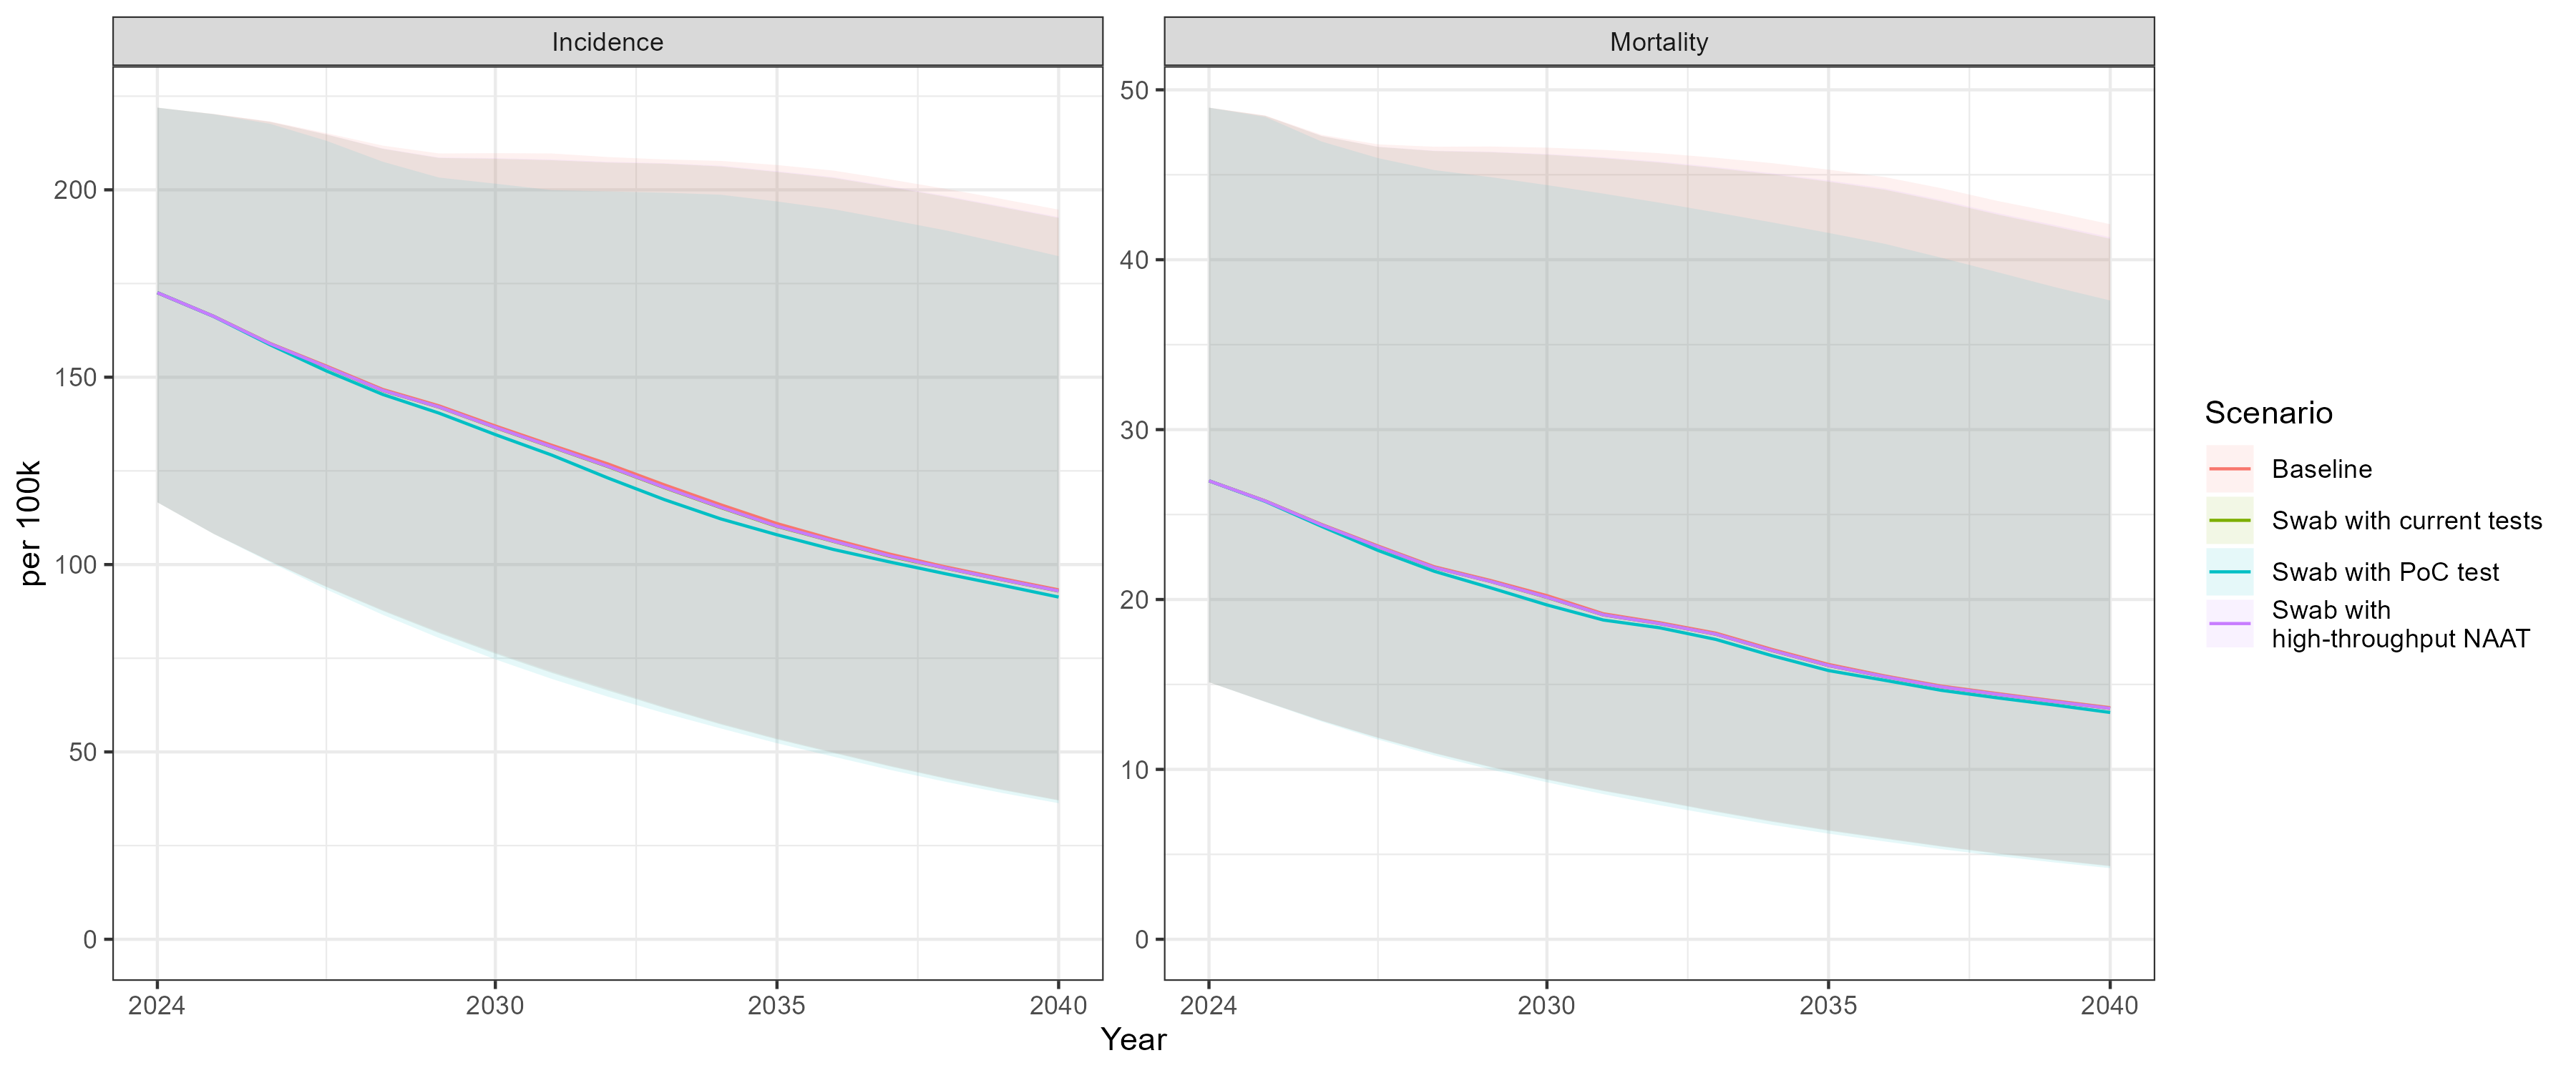 Incidence
Mortality
per 100k
200
150
100
50
0
50
40
30
20
10
0
2024
2030
2035
2040
2024
2030
2035
2040
Year
Scenario
Baseline
Swab with current tests
Swab with PoC test
Swab with
high-throughput NAAT